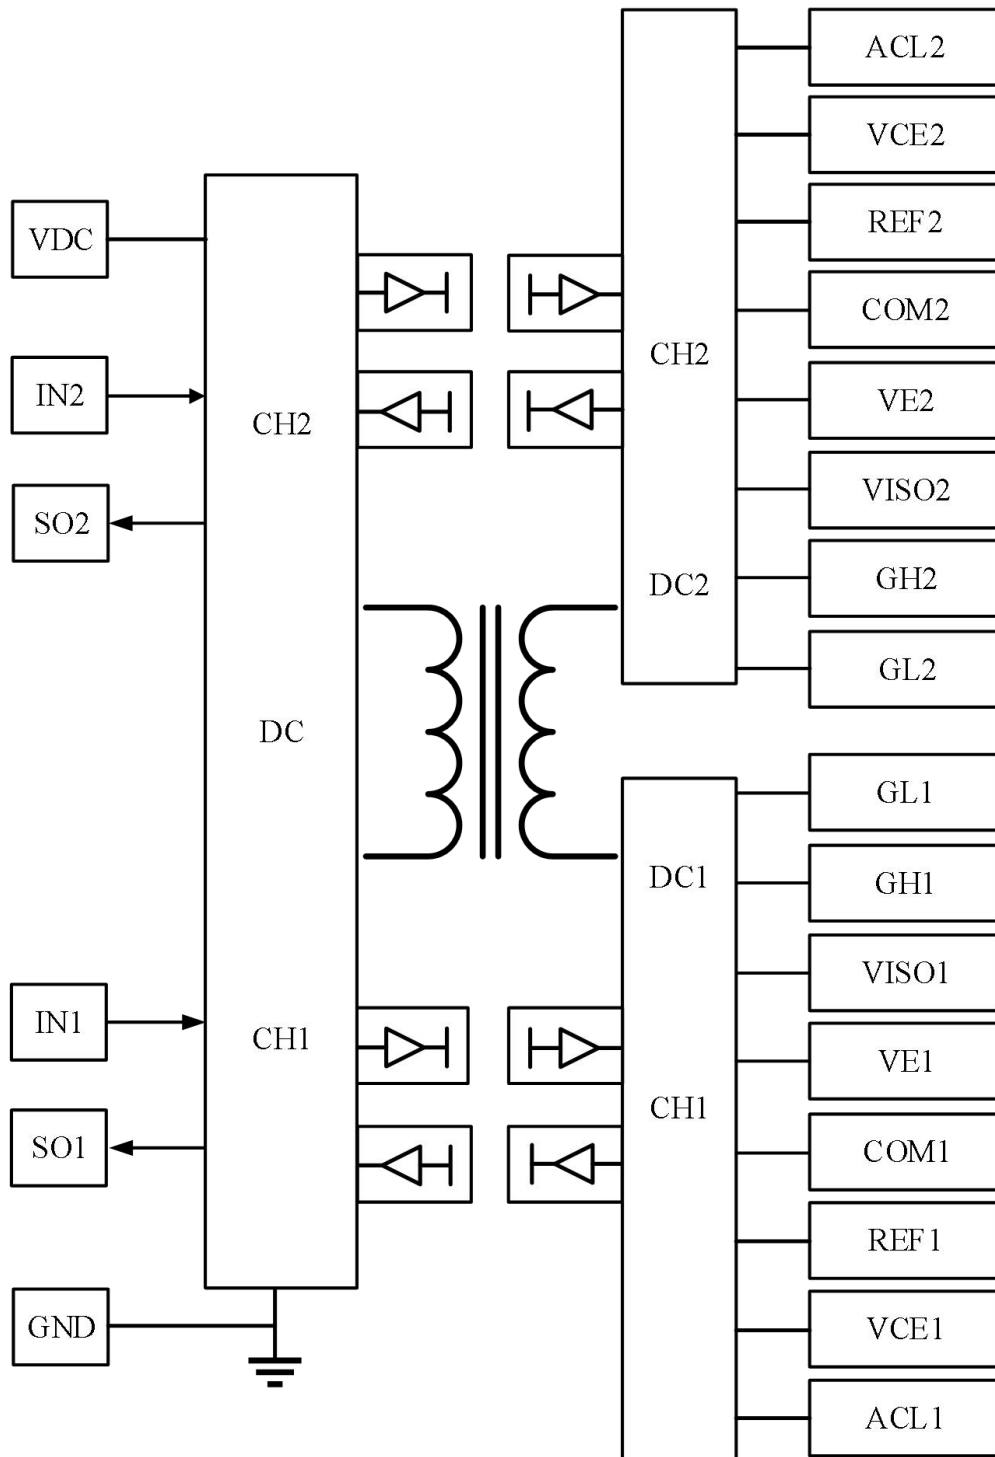 VDC
IN2
SO2
IN1
SO1
GND
CH2
DC
CH1
CH2
DC2
DC1
CH1
ACL2
VCE2
REF2
COM2
VE2
VISO2
GH2
GL2
GL1
GH1
VISO1
VE1
COM1
REF1
VCE1
ACL1